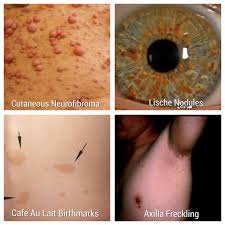 Cutaneous Neurofibroma
Lische Nodules
Cafe Au Lait Birthmarks
Axilla Freckling